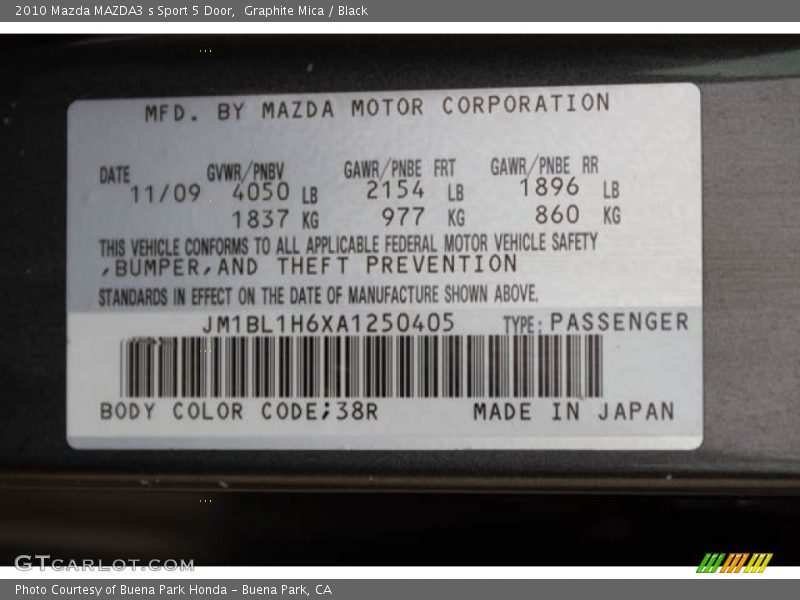 2010 Mazda MAZDA3 s Sport 5 Door,  Graphite Mica / Black
MFD. BY MAZDA MOTOR CORPORATION
DATE GVWR/PNBV GAWR/PNBE FRT GAWR/PNBE RR
11/09 4050 LB 2154 LB 1896 LB
1837 KG 977 KG 860 KG
THIS VEHICLE CONFORMS TO ALL APPLICABLE FEDERAL MOTOR VEHICLE SAFETY
,BUMPER,AND THEFT PREVENTION
STANDARDS IN EFFECT ON THE DATE OF MANUFACTURE SHOWN ABOVE.
JM1BL1H6XA1250405 TYPE: PASSENGER
BODY COLOR CODE;38R MADE IN JAPAN
GTCARLOT.COM
Photo Courtesy of Buena Park Honda - Buena Park, CA